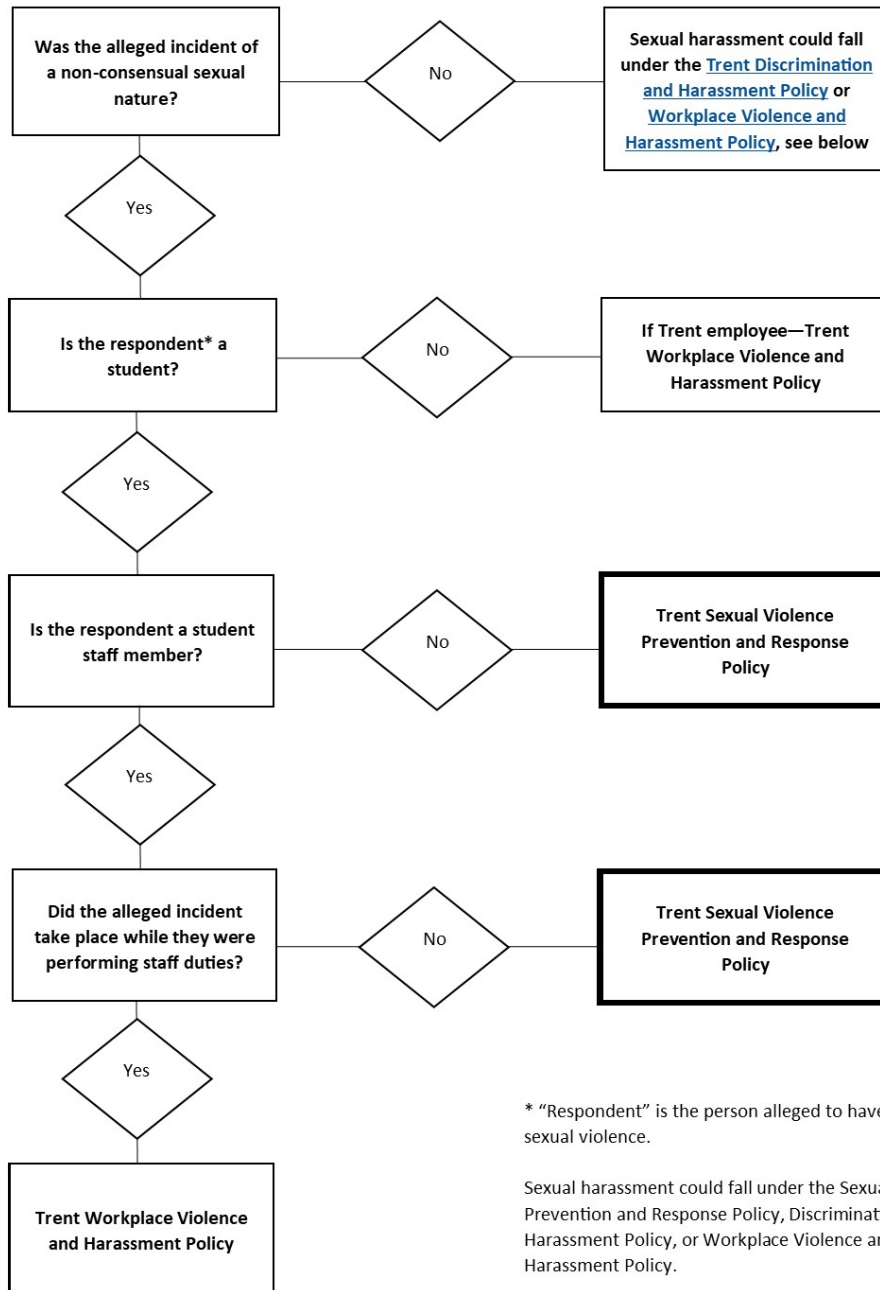 Was the alleged incident of
a non-consensual sexual
nature?
No
Sexual harassment could fall
under the Trent Discrimination
and Harassment Policy or
Workplace Violence and
Harassment Policy, see below
Yes
Is the respondent* a
student?
No
If Trent employee—Trent
Workplace Violence and
Harassment Policy
Yes
Is the respondent a student
staff member?
No
Trent Sexual Violence
Prevention and Response
Policy
Yes
Did the alleged incident
take place while they were
performing staff duties?
No
Trent Sexual Violence
Prevention and Response
Policy
Yes
Trent Workplace Violence
and Harassment Policy
* “Respondent” is the person alleged to have
sexual violence.
Sexual harassment could fall under the
Prevention and Response Policy,
Harassment Policy, or Workplace Violence
Harassment Policy.